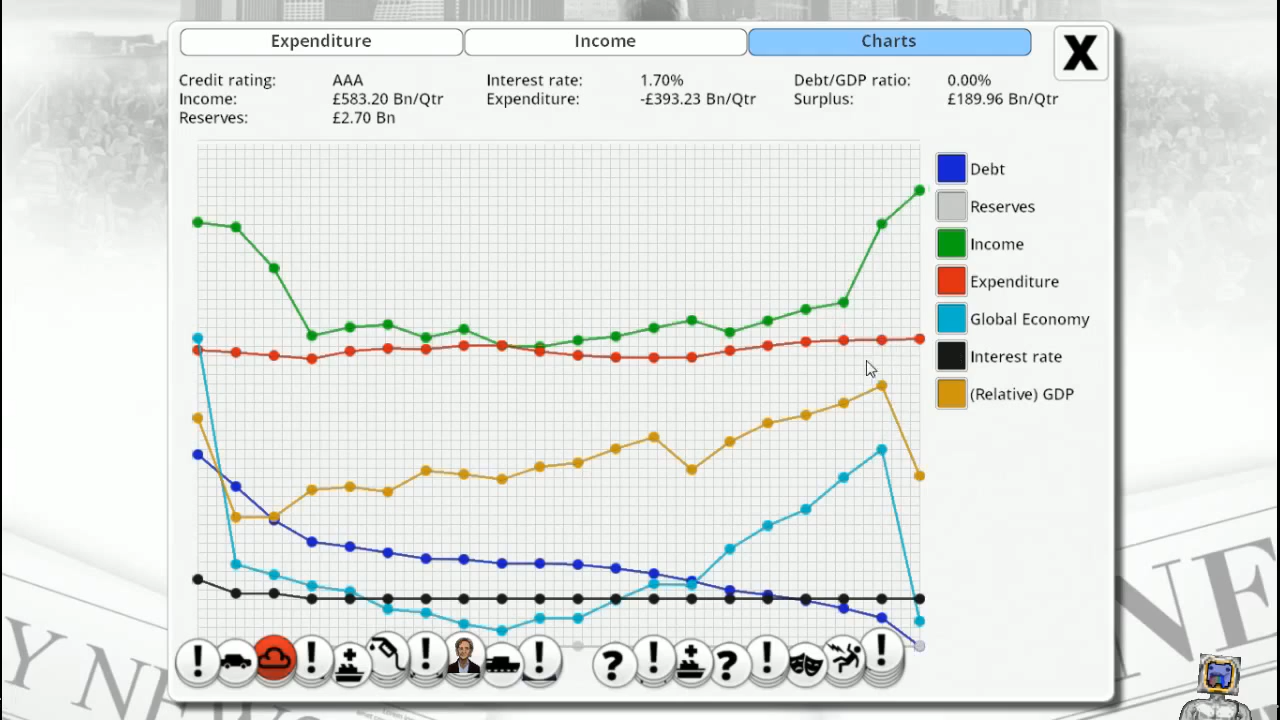 Expenditure
Income
Charts
X
Credit rating: AAA
Interest rate: 1.70%
Debt/GDP ratio: 0.00%
Income: £583.20 Bn/Qtr
Expenditure: -£393.23 Bn/Qtr
Surplus: £189.96 Bn/Qtr
Reserves: £2.70 Bn
Debt
Reserves
Income
Expenditure
Global Economy
Interest rate
(Relative) GDP
! ! ! ! ? ! ? ! !
Y NEWS
NE